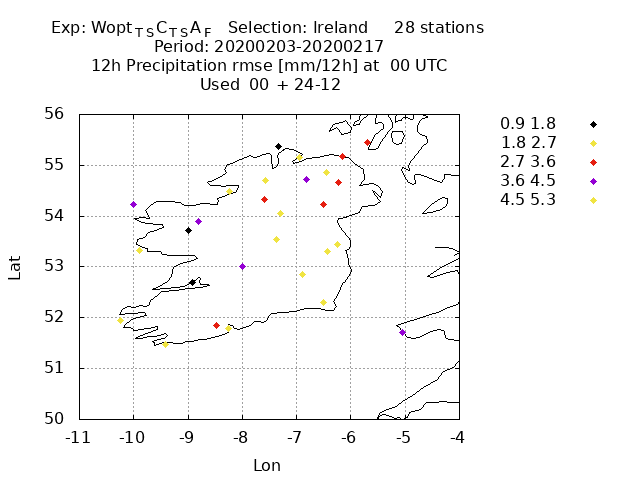 Exp: Wopt_TS C_TS A_F   Selection: Ireland     28 stations
Period: 20200203-20200217
12h Precipitation rmse [mm/12h] at  00 UTC
Used  00 + 24-12
0.9 1.8
1.8 2.7
2.7 3.6
3.6 4.5
4.5 5.3
56
55
54
53
52
51
50
Lat
-11 -10 -9 -8 -7 -6 -5 -4
Lon